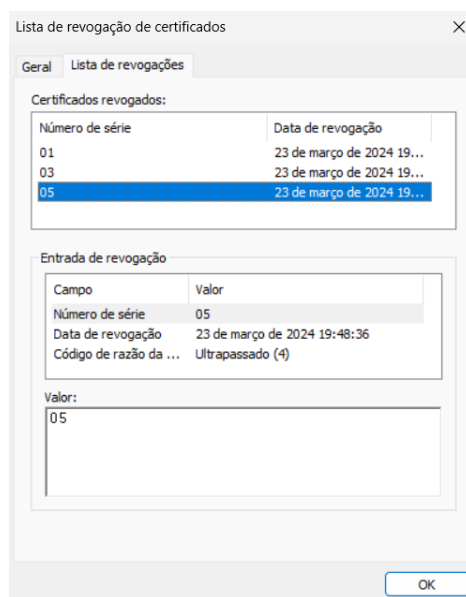 Lista de revogação de certificados
Geral Lista de revogações
Certificados revogados:
Número de série Data de revogação
01 23 de março de 2024 19...
03 23 de março de 2024 19...
05 23 de março de 2024 19...
Entrada de revogação
Campo Valor
Número de série 05
Data de revogação 23 de março de 2024 19:48:36
Código de razão da ... Ultrapassado (4)
Valor:
05
OK